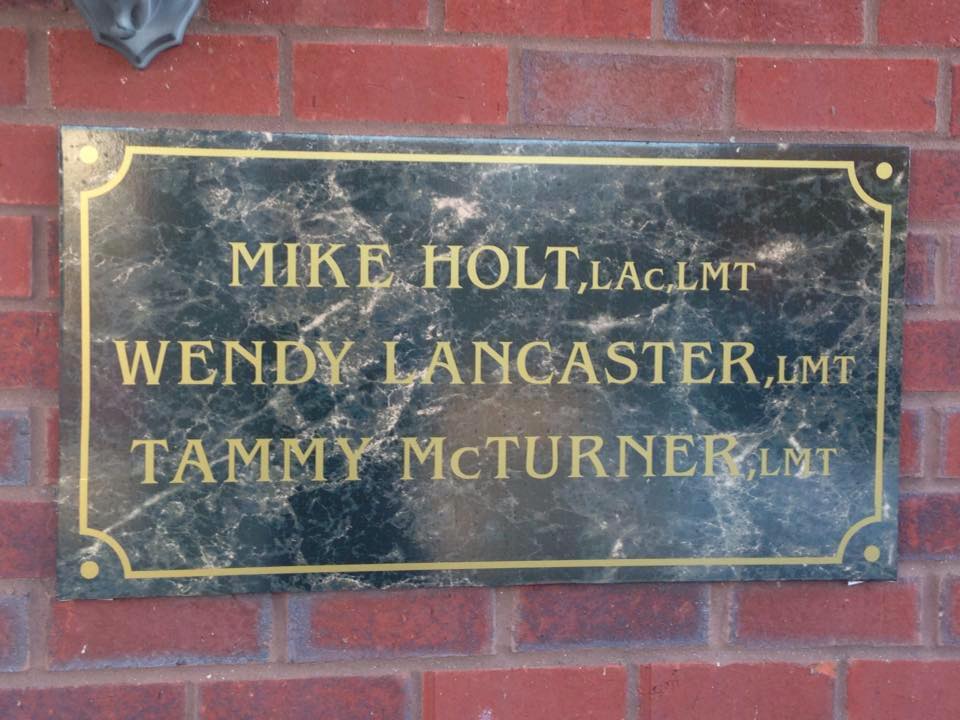 MIKE HOLT,LAc,LMT
WENDY LANCASTER,LMT
TAMMY McTURNER,LMT